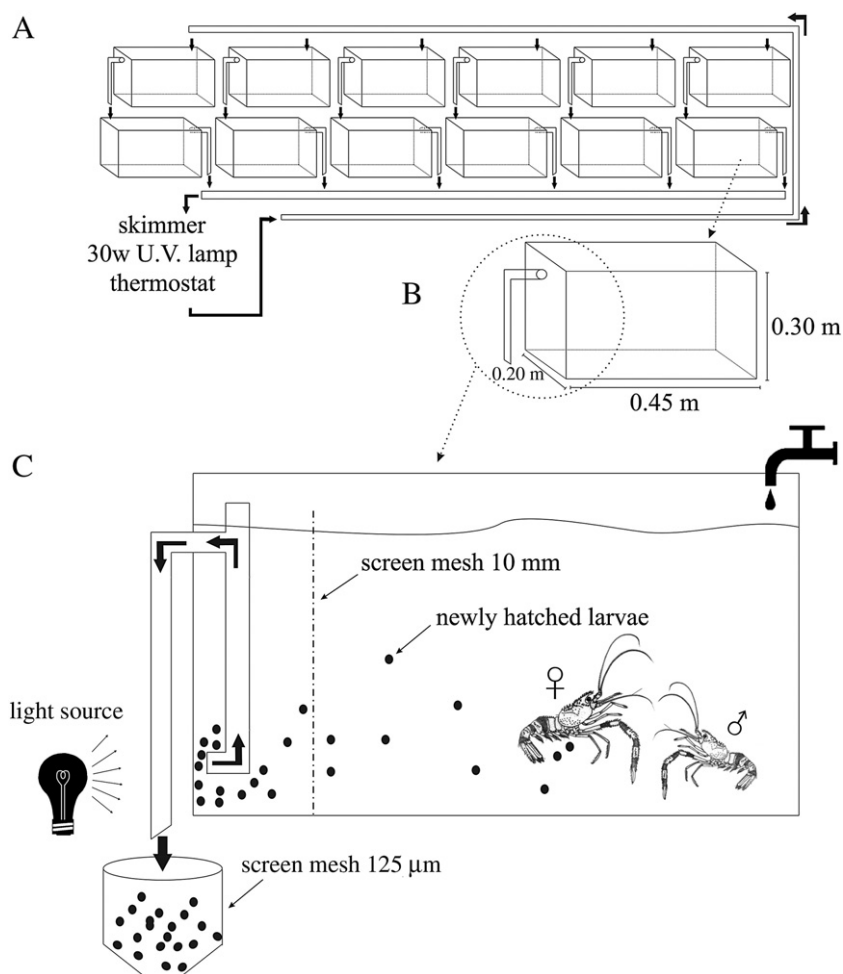 A
skimmer
30w U.V. lamp
thermostat
B
0.30 m
0.20 m
0.45 m
C
screen mesh 10 mm
newly hatched larvae
♀
♂
light source
screen mesh 125 µm